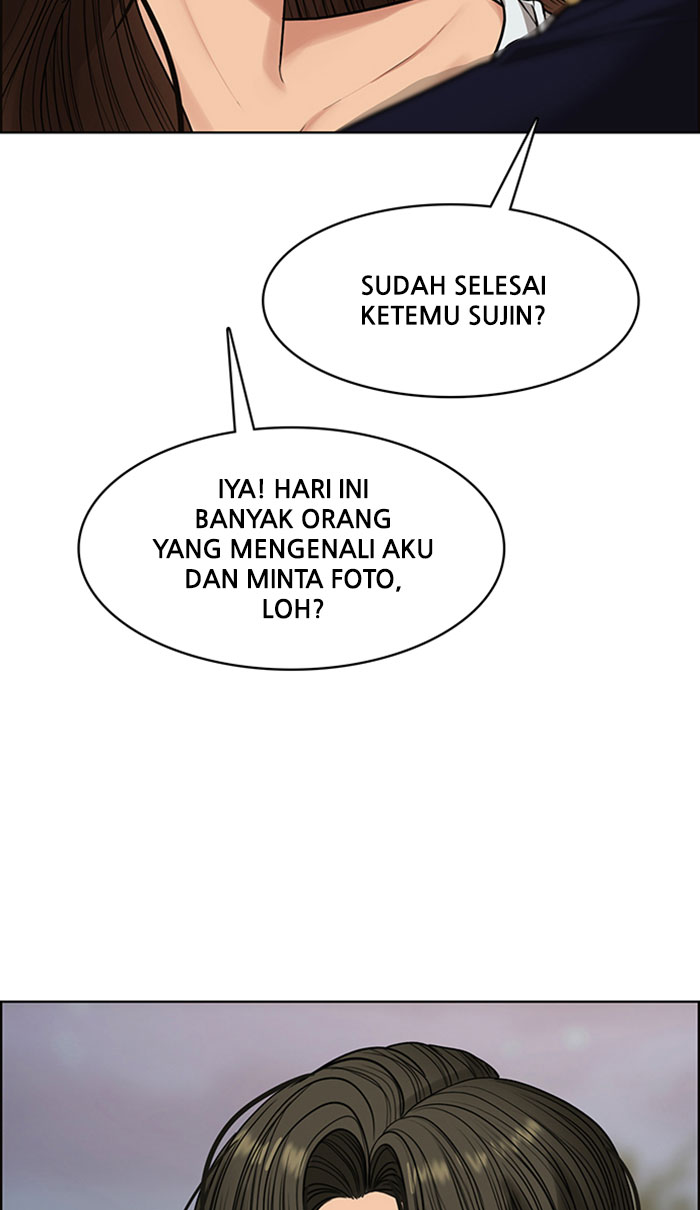 SUDAH SELESAI
KETEMU SUJIN?
IYA! HARI INI
BANYAK ORANG
YANG MENGENALI AKU
DAN MINTA FOTO,
LOH?